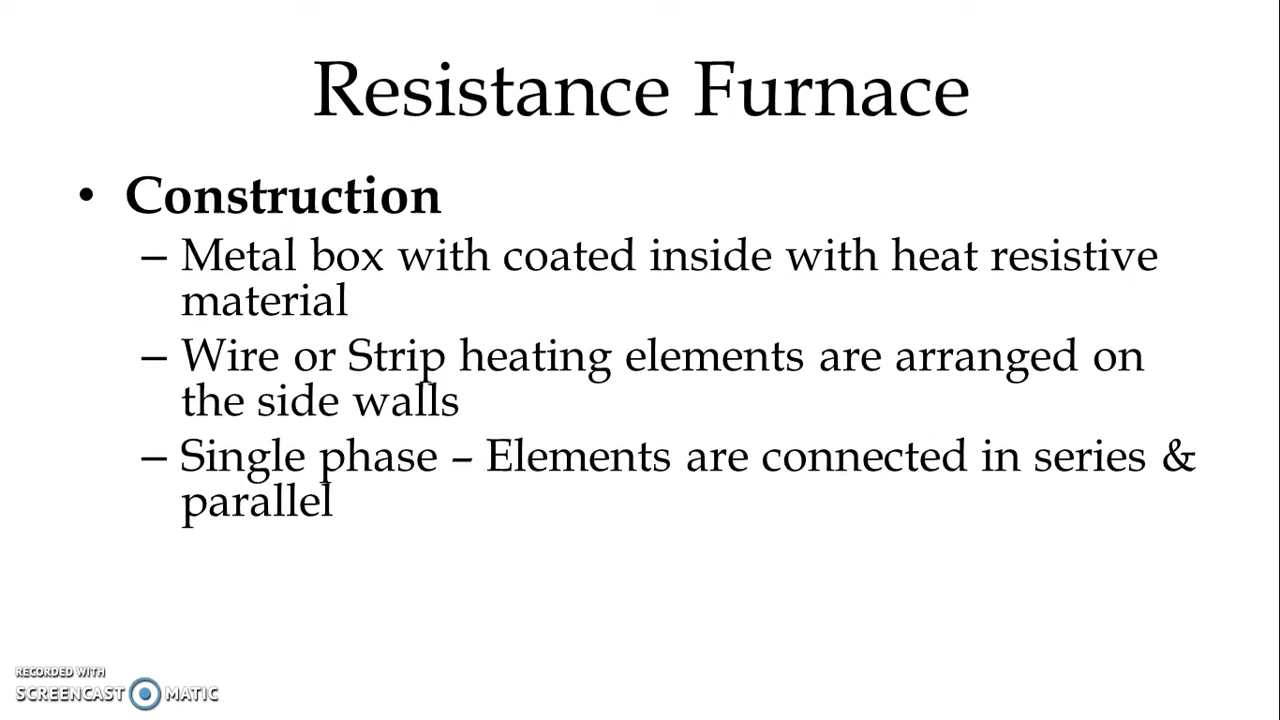 Resistance Furnace
• Construction
– Metal box with coated inside with heat resistive
material
– Wire or Strip heating elements are arranged on
the side walls
– Single phase – Elements are connected in series &
parallel
RECORDED WITH
SCREENCAST MATIC